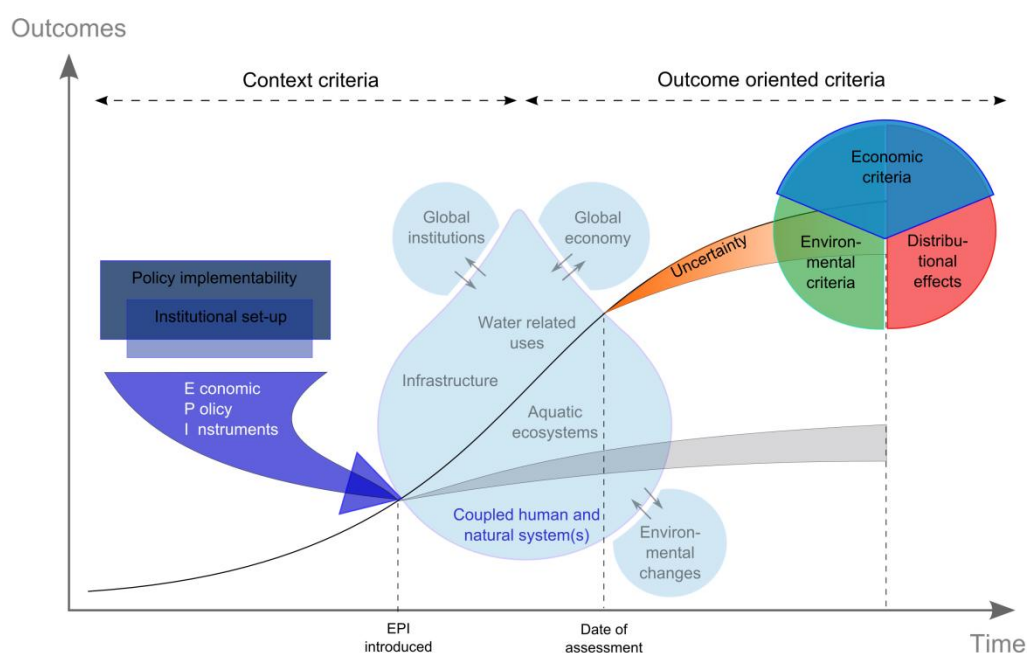 Outcomes
Context criteria
Outcome oriented criteria
Economic
criteria
Global
institutions
Global
economy
Uncertainty
Environ-
mental
criteria
Distribu-
tional
effects
Policy implementability
Institutional set-up
Water related
uses
Infrastructure
E conomic
P olicy
I nstruments
Aquatic
ecosystems
Coupled human and
natural system(s)
Environ-
mental
changes
EPI
introduced
Date of
assessment
Time